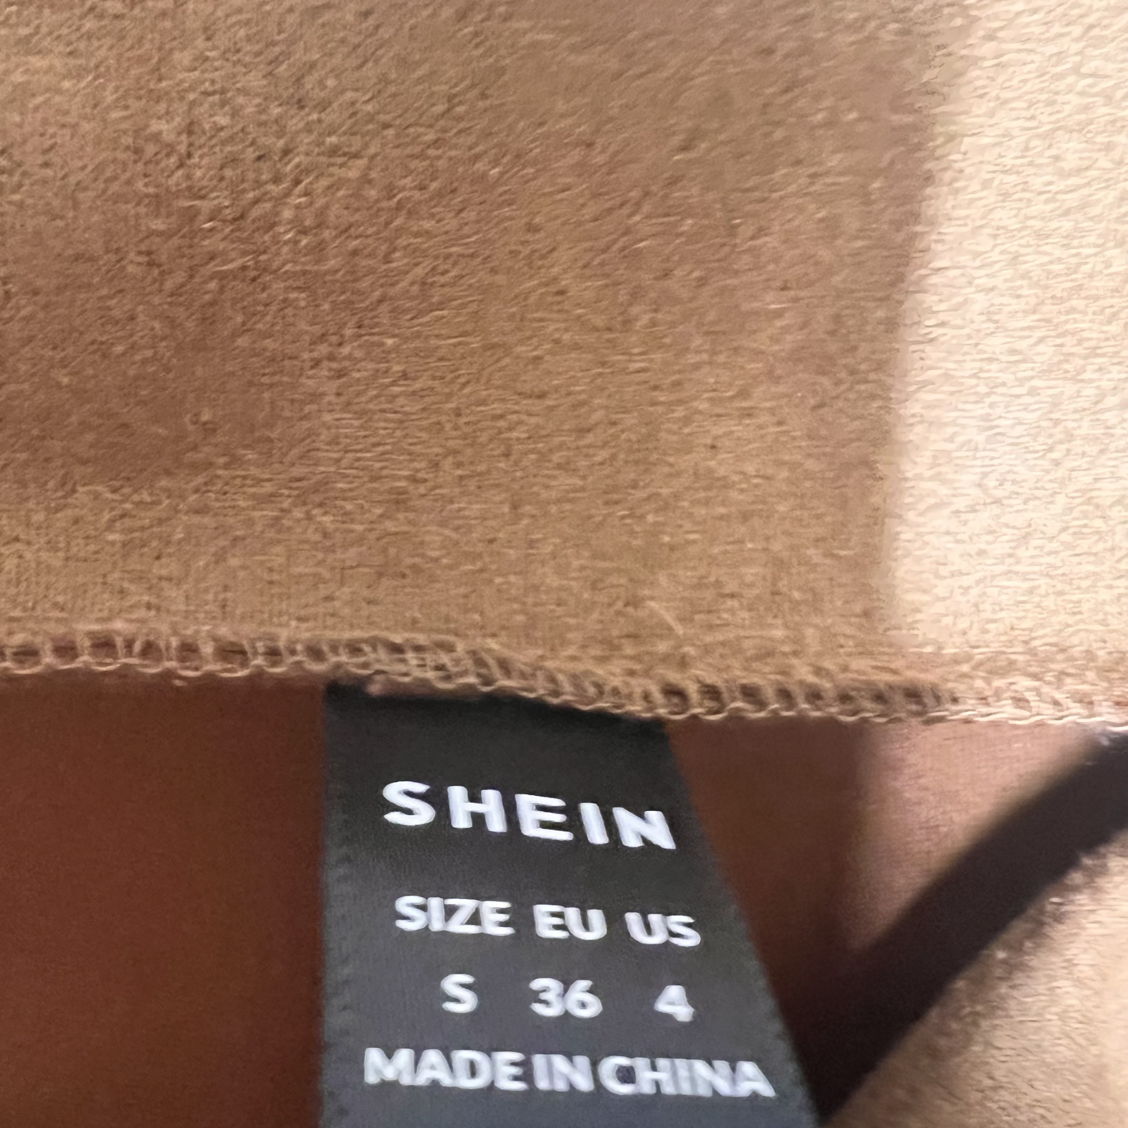 SHEIN
SIZE EU US
S 36 4
MADE IN CHINA